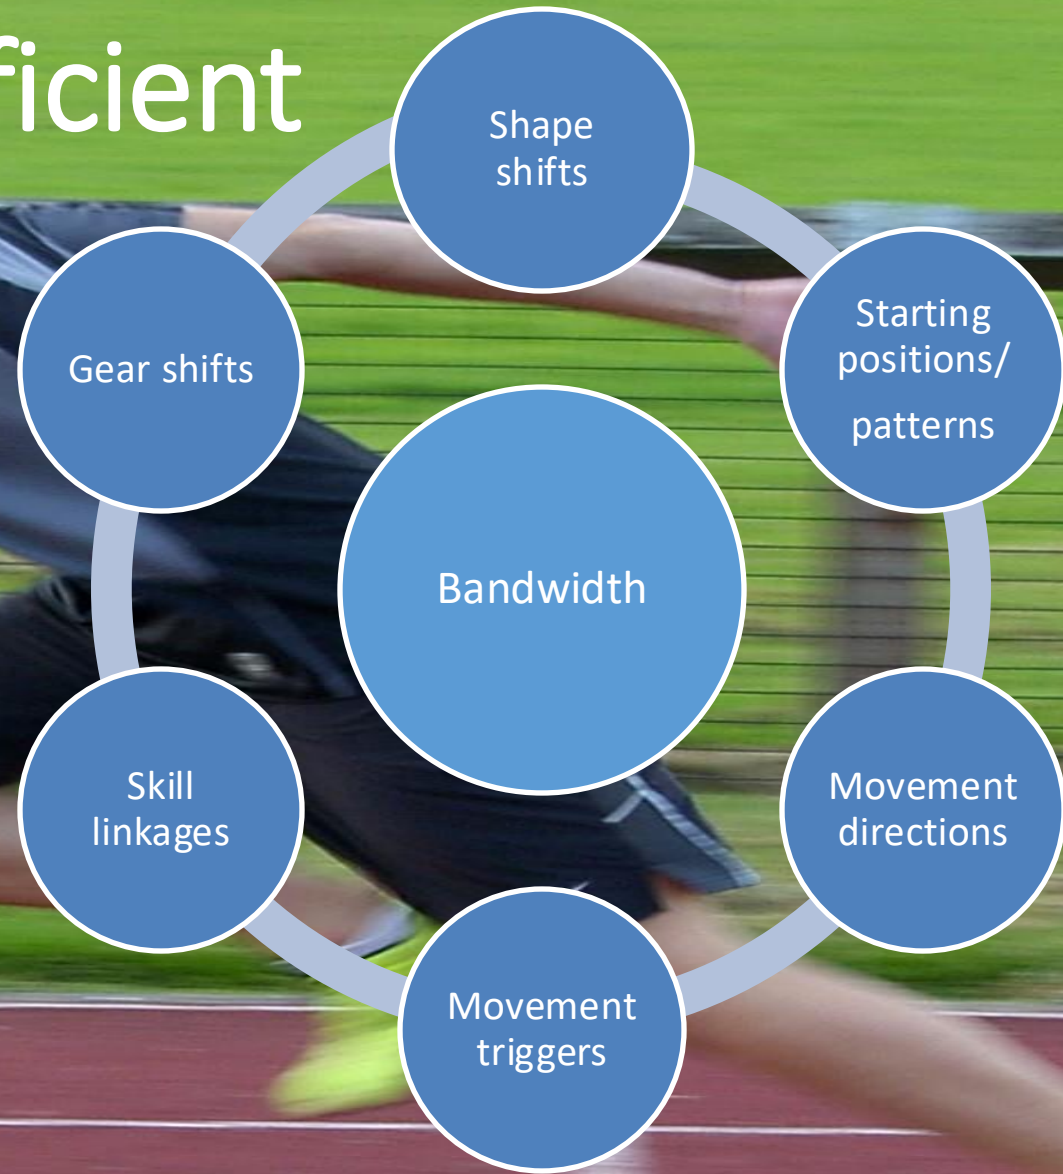 ficient
Shape
shifts
Starting
positions/
patterns
Movement
directions
Movement
triggers
Skill
linkages
Gear shifts
Bandwidth